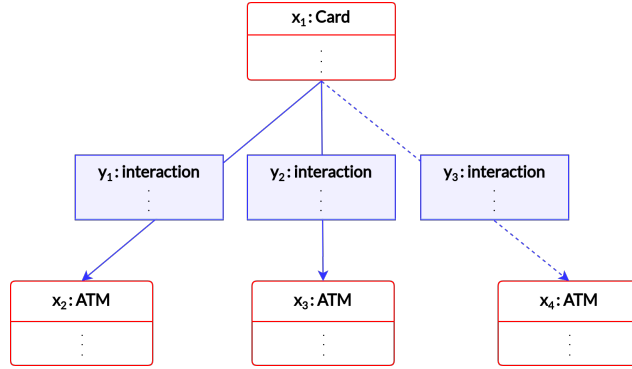 x₁: Card
y₁: interaction
y₂: interaction
y₃: interaction
x₂: ATM
x₃: ATM
x₄: ATM